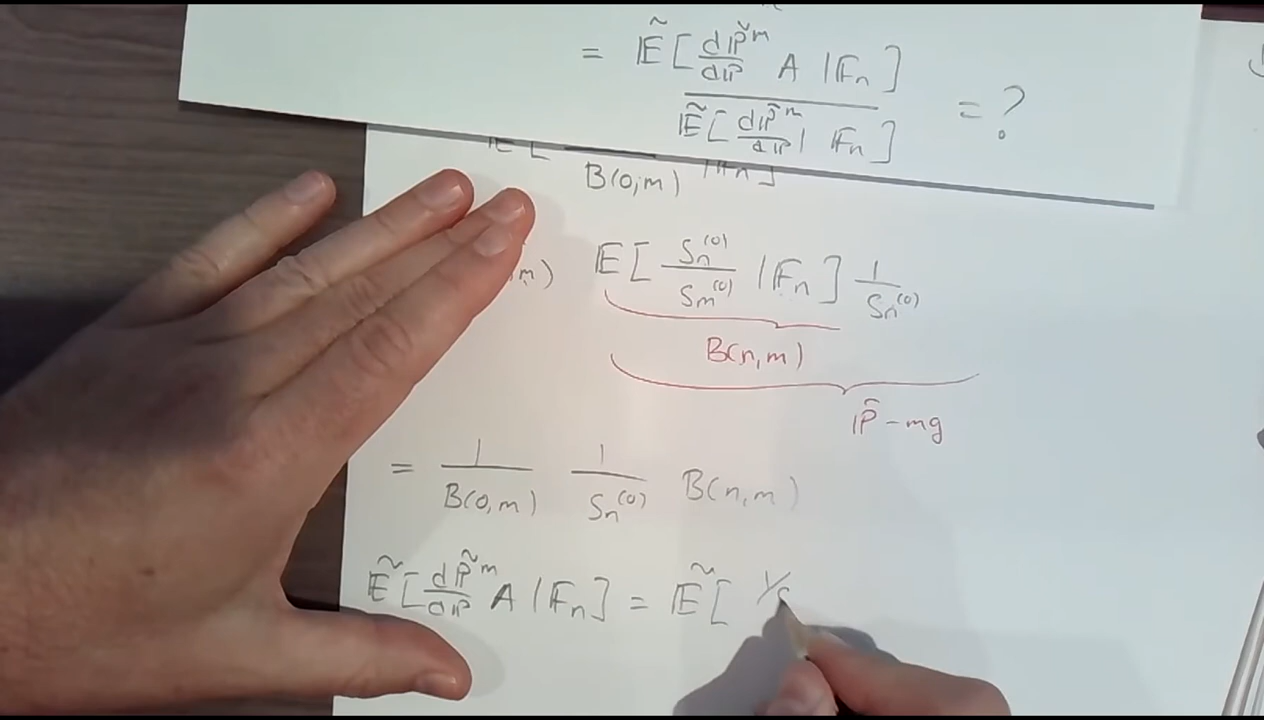 = Ẽ[ dP̃^m/dP̃ A | F_n ] / Ẽ[ dP̃^m/dP̃ | F_n ] = ?
B(0,m) | F_n ]
m) E[ S_n^(0) / S_m^(0) | F_n ] 1/S_n^(0)
B(n,m)
P̃-mg
= 1/B(0,m) 1/S_n^(0) B(n,m)
Ẽ[ dP̃^m/dP̃ A | F_n ] = Ẽ[ 1/S